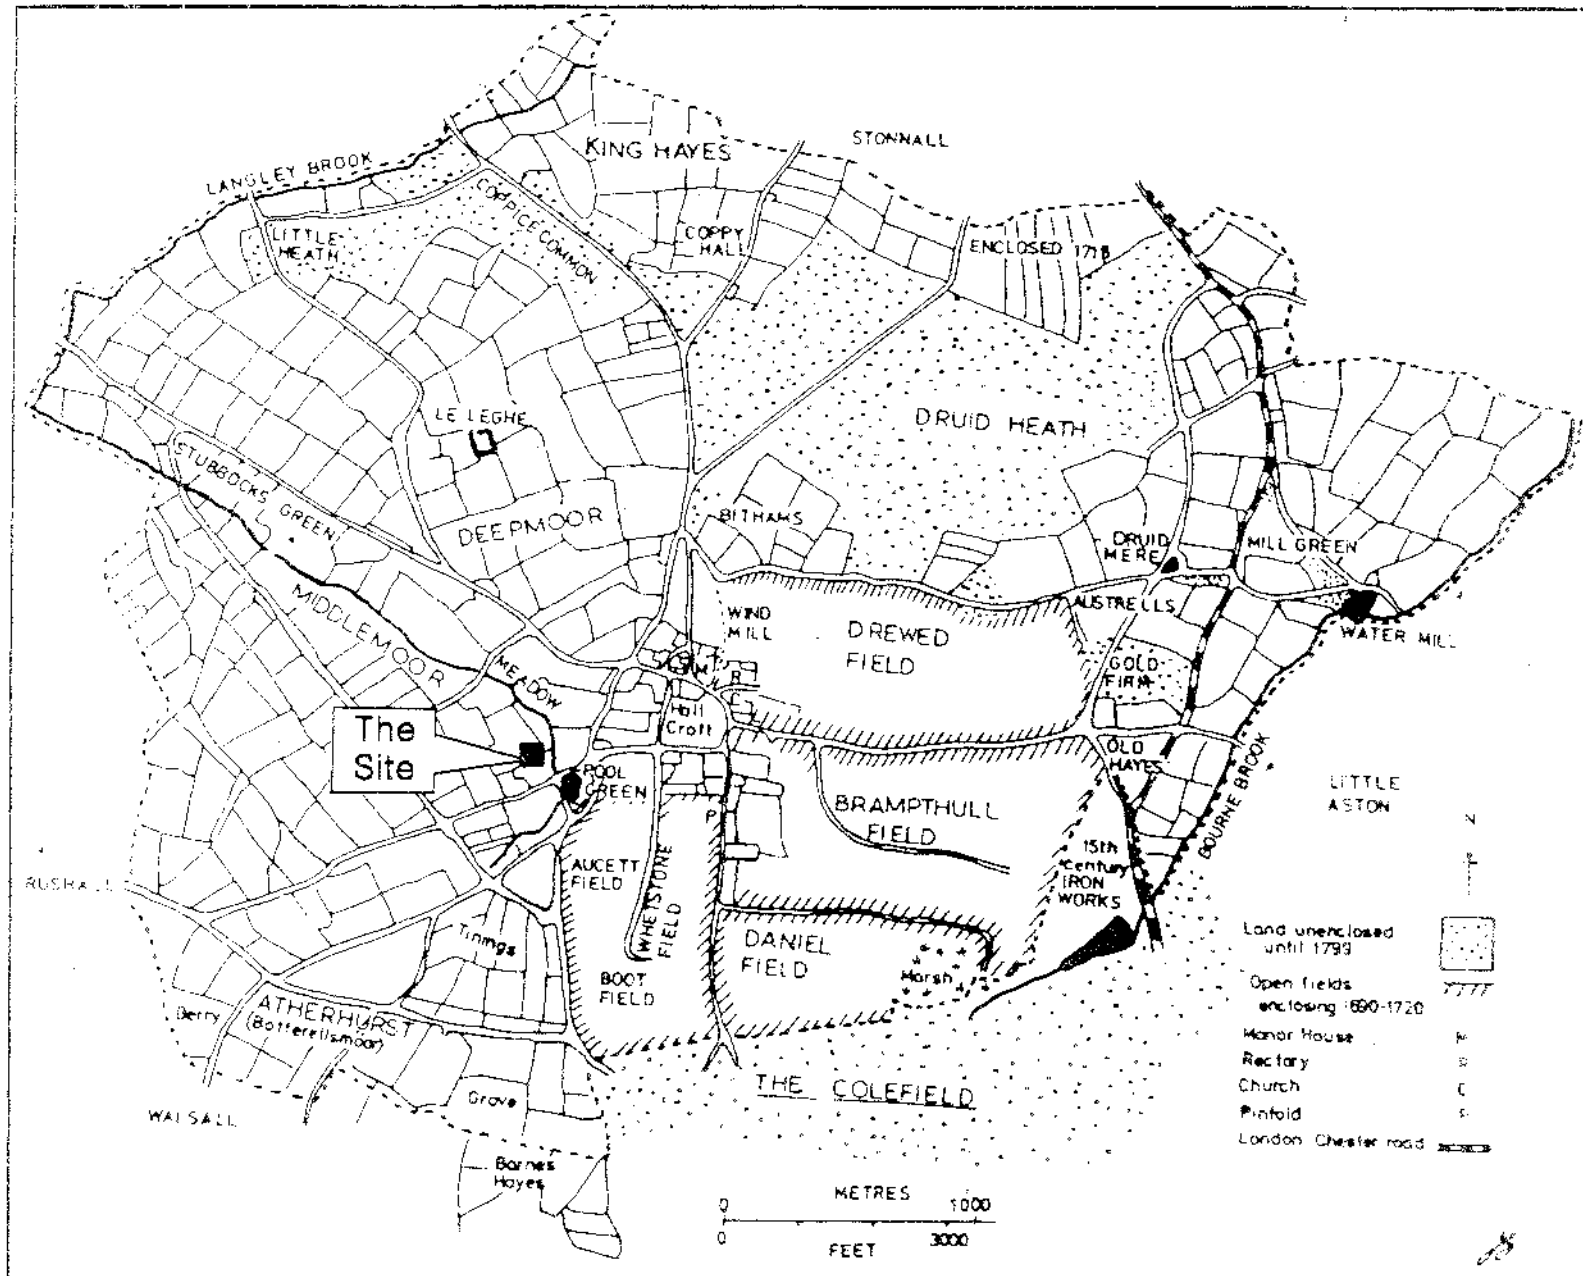 STONNALL
KING HAYES
LANGLEY BROOK
COPPICE COMMON
LITTLE
HEATH
COPPY
HALL
ENCLOSED 1718
LE LEGHE
DRUID HEATH
STUBBOCKS GREEN
DEEPMOOR
BITHAMS
DRUID
MERE
MILL GREEN
MIDDLEMOOR
MEADOW
WIND
MILL
DREWED
FIELD
AUSTRELLS
WATER MILL
GOLD
FIRM
M
R
C
Hall
Croft
The
Site
POOL
GREEN
OLD
HAYES
BOURNE BROOK
LITTLE
ASTON
N
P
BRAMPTHULL
FIELD
AUCETT
FIELD
WHETSTONE
FIELD
15th
Century
IRON
WORKS
RUSHALL
Tinings
BOOT
FIELD
DANIEL
FIELD
Marsh
Berry
ATHERHURST
(Botterellsmoor)
Grove
THE COLEFIELD
WALSALL
Barnes
Hayes
Land unenclosed
until 1799
Open fields
enclosing 1690-1720
Manor House M
Rectory R
Church C
Pinfold P
London Chester road
METRES
0 1000
0 3000
FEET